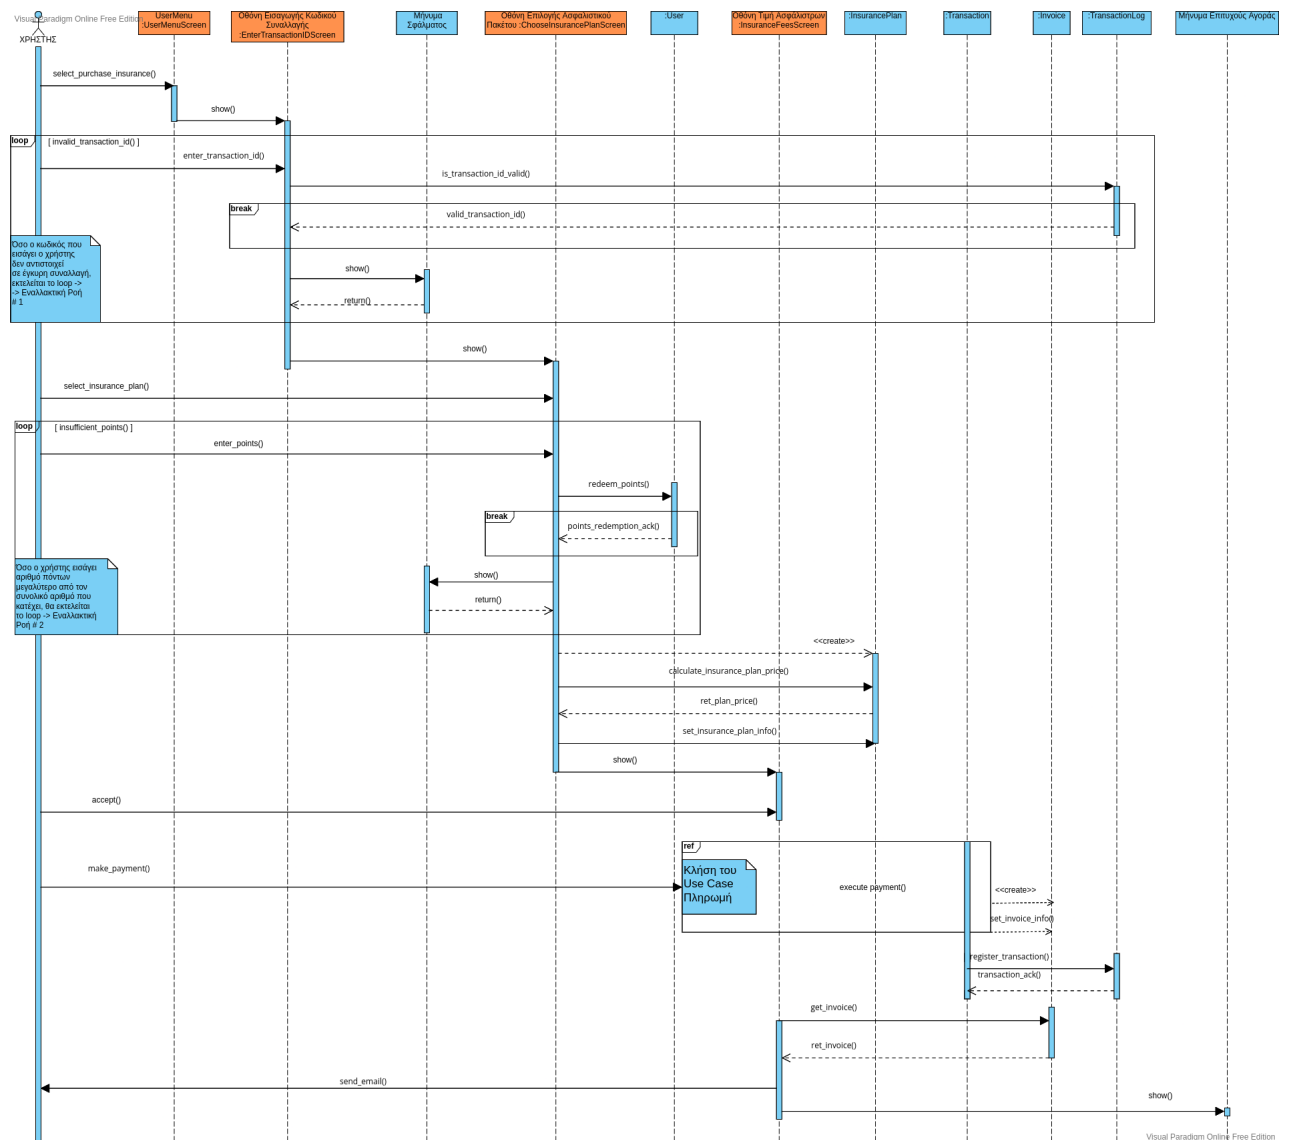 Visual Paradigm Online Free Edition
ΧΡΗΣΤΗΣ
UserMenu
:UserMenuScreen
Οθόνη Εισαγωγής Κωδικού
Συναλλαγής
:EnterTransactionIDScreen
Μήνυμα
Σφάλματος
Οθόνη Επιλογής Ασφαλιστικού
Πακέτου :ChooseInsurancePlanScreen
:User
Οθόνη Τιμή Ασφάλιστρων
:InsuranceFeesScreen
:InsurancePlan
:Transaction
:Invoice
:TransactionLog
Μήνυμα Επιτυχούς Αγοράς
select_purchase_insurance()
show()
loop
[ invalid_transaction_id() ]
enter_transaction_id()
is_transaction_id_valid()
break
valid_transaction_id()
Όσο ο κωδικός που
εισάγει ο χρήστης
δεν αντιστοιχεί
σε έγκυρη συναλλαγή,
εκτελείται το loop ->
-> Εναλλακτική Ροή
# 1
show()
return()
show()
select_insurance_plan()
loop
[ insufficient_points() ]
enter_points()
redeem_points()
break
points_redemption_ack()
Όσο ο χρήστης εισάγει
αριθμό πόντων
μεγαλύτερο από τον
συνολικό αριθμό που
κατέχει, θα εκτελείται
το loop -> Εναλλακτική
Ροή # 2
show()
return()
<<create>>
calculate_insurance_plan_price()
ret_plan_price()
set_insurance_plan_info()
show()
accept()
ref
Κλήση του
Use Case
Πληρωμή
make_payment()
execute payment()
<<create>>
set_invoice_info()
register_transaction()
transaction_ack()
get_invoice()
ret_invoice()
send_email()
show()
Visual Paradigm Online Free Edition